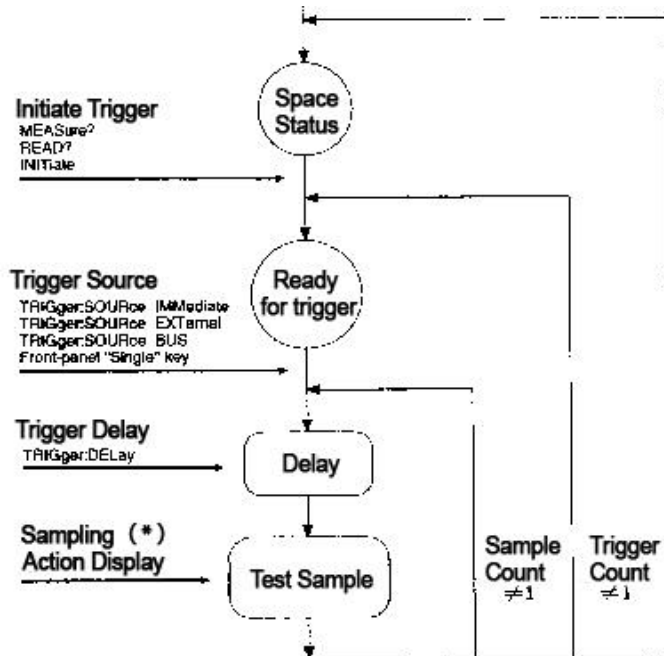 Space
Status
Initiate Trigger
MEASure?
READ?
INITiate
Ready
for trigger
Trigger Source
TRIGger:SOURce IMMediate
TRIGger:SOURce EXTernal
TRIGger:SOURce BUS
Front-panel "Single" key
Trigger Delay
TRIGger:DELay
Delay
Sampling (*)
Action Display
Test Sample
Sample
Count
≠1
Trigger
Count
≠1